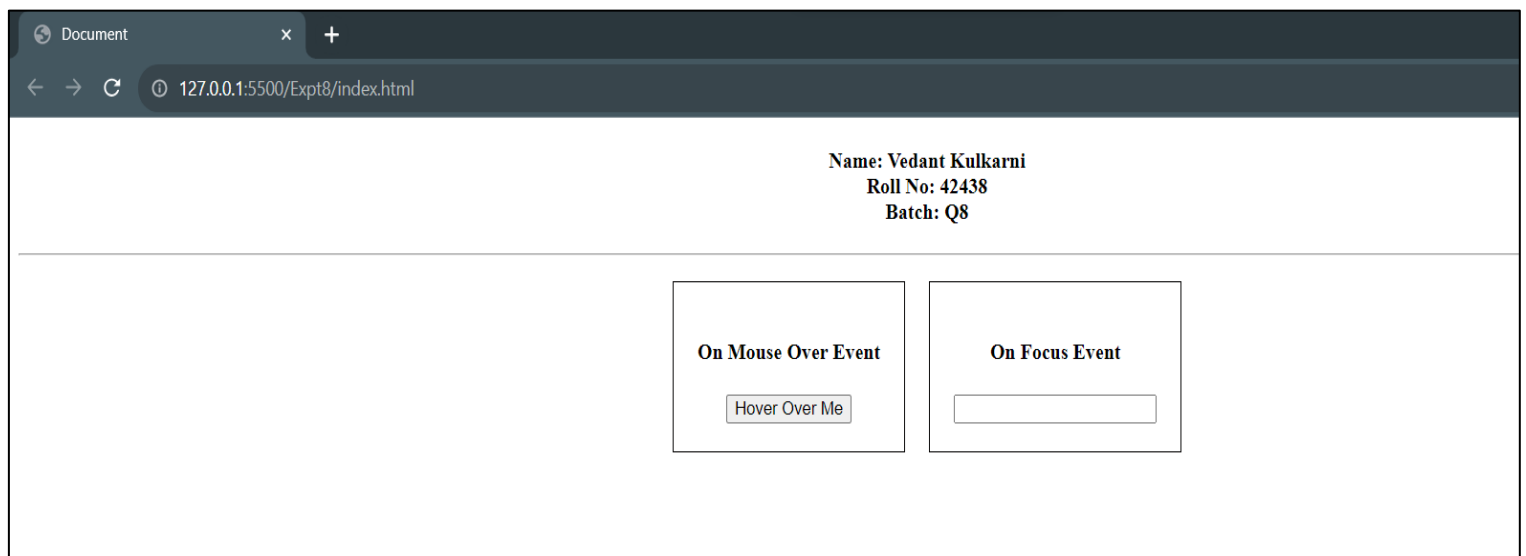 Document
127.0.0.1:5500/Expt8/index.html
Name: Vedant Kulkarni
Roll No: 42438
Batch: Q8
On Mouse Over Event
Hover Over Me
On Focus Event